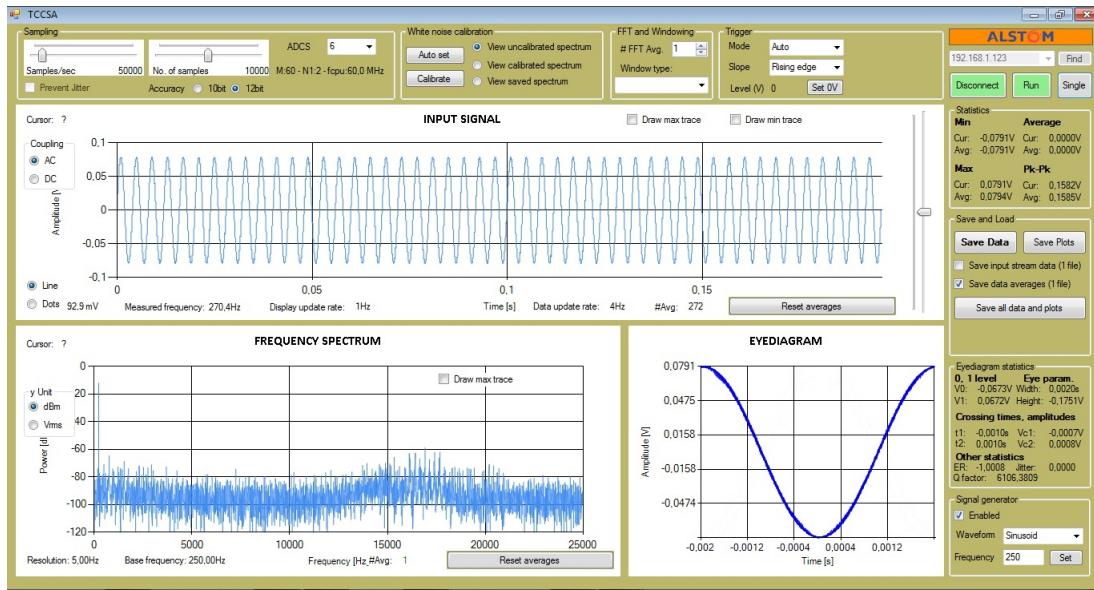 TCCSA
Sampling
Samples/sec 50000 No. of samples 10000
ADCS 6
M:60 - N1:2 - fcpu:60,0 MHz
Prevent Jitter Accuracy 10bit 12bit
White noise calibration
Auto set
Calibrate
View uncalibrated spectrum
View calibrated spectrum
View saved spectrum
FFT and Windowing
# FFT Avg. 1
Window type:
Trigger
Mode Auto
Slope Rising edge
Level (V) 0 Set 0V
ALSTOM
192.168.1.123 Find
Disconnect Run Single
Cursor: ? INPUT SIGNAL Draw max trace Draw min trace
Coupling
AC
DC
0,1
0,05
0
-0,05
-0,1
0 0,05 0,1 0,15
Line
Dots 92,9 mV Measured frequency: 270,4Hz Display update rate: 1Hz Time [s] Data update rate: 4Hz #Avg: 272 Reset averages
Statistics
Min Average
Cur: -0,0791V Cur: 0,0000V
Avg: -0,0791V Avg: 0,0000V
Max Pk-Pk
Cur: 0,0791V Cur: 0,1582V
Avg: 0,0794V Avg: 0,1585V
Save and Load
Save Data Save Plots
Save input stream data (1 file)
Save data averages (1 file)
Save all data and plots
Cursor: ? FREQUENCY SPECTRUM
Draw max trace
y Unit
dBm
Vrms
0
20
-40
-60
-80
-100
-120
0 5000 10000 15000 20000 25000
Resolution: 5,00Hz Base frequency: 250,00Hz Frequency [Hz #Avg: 1 Reset averages
EYEDIAGRAM
Amplitude [V]
0,0791
0,0475
0,0158
-0,0158
-0,0474
-0,002 -0,0012 -0,0004 0,0004 0,0012
Time [s]
Eyediagram statistics
0, 1 level Eye param.
V0: -0,0673V Width: 0,0020s
V1: 0,0672V Height: -0,1751V
Crossing times, amplitudes
t1: -0,0010s Vc1: -0,0007V
t2: 0,0010s Vc2: 0,0008V
Other statistics
ER: -1,0008 Jitter: 0,0000
Q factor: 6106,3809
Signal generator
Enabled
Waveform Sinusoid
Frequency 250 Set